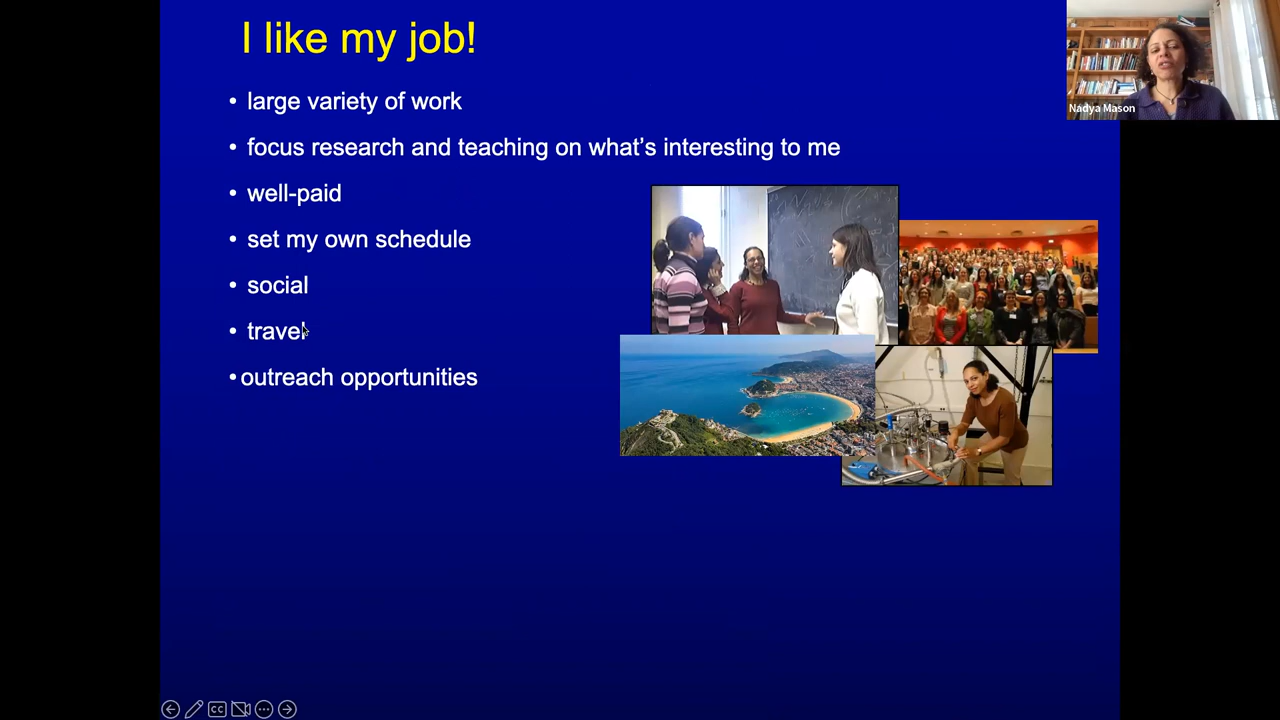 I like my job!
• large variety of work
• focus research and teaching on what's interesting to me
• well-paid
• set my own schedule
• social
• travel
• outreach opportunities
Nadya Mason
CC